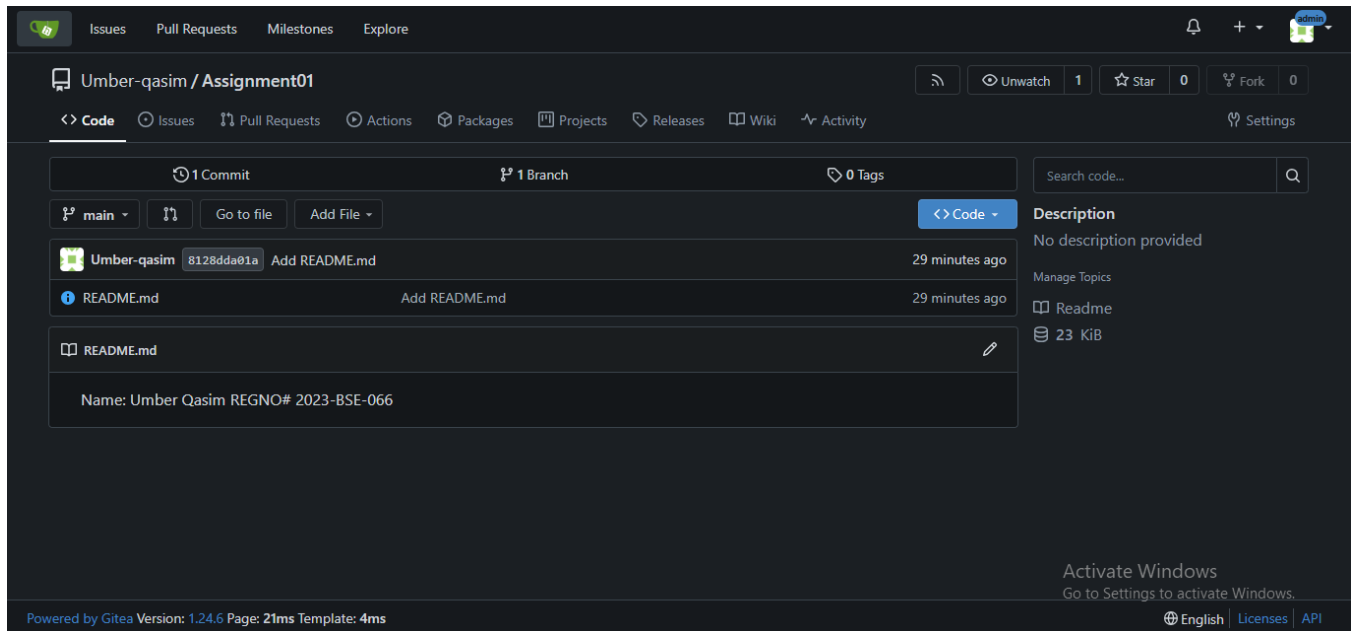 Issues Pull Requests Milestones Explore admin
Umber-qasim / Assignment01 Unwatch 1 Star 0 Fork 0
Code Issues Pull Requests Actions Packages Projects Releases Wiki Activity Settings
1 Commit 1 Branch 0 Tags Search code...
main Go to file Add File Code Description
No description provided
Umber-qasim 8128dda01a Add README.md 29 minutes ago
Manage Topics
README.md Add README.md 29 minutes ago
Readme
23 KiB
README.md
Name: Umber Qasim REGNO# 2023-BSE-066
Activate Windows
Go to Settings to activate Windows.
Powered by Gitea Version: 1.24.6 Page: 21ms Template: 4ms English Licenses API